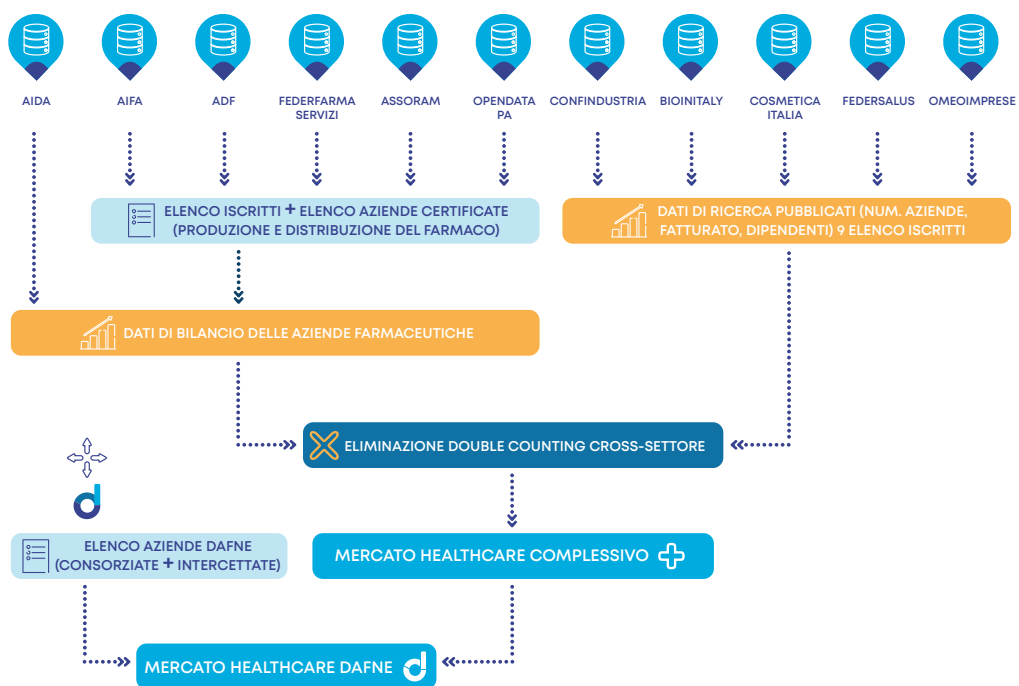 AIDA
AIFA
ADF
FEDERFARMA
SERVIZI
ASSORAM
OPENDATA
PA
CONFINDUSTRIA
BIOINITALY
COSMETICA
ITALIA
FEDERSALUS
OMEOIMPRESE
ELENCO ISCRITTI + ELENCO AZIENDE CERTIFICATE
(PRODUZIONE E DISTRIBUZIONE DEL FARMACO)
DATI DI RICERCA PUBBLICATI (NUM. AZIENDE,
FATTURATO, DIPENDENTI) 9 ELENCO ISCRITTI
DATI DI BILANCIO DELLE AZIENDE FARMACEUTICHE
ELIMINAZIONE DOUBLE COUNTING CROSS-SETTORE
ELENCO AZIENDE DAFNE
(CONSORZIATE + INTERCETTATE)
MERCATO HEALTHCARE COMPLESSIVO
MERCATO HEALTHCARE DAFNE